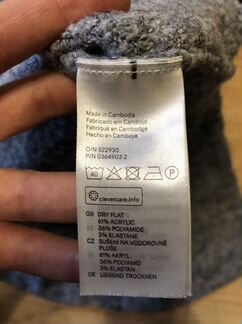 Made in Cambodia
Fabricado em Camboja
Fabriqué en Cambodge
Hecho en Camboya
O/N 522930
P/N 0364903 2
40 P
clevercare.info
GB DRY FLAT
61% ACRYLIC
36% POLYAMIDE
3% ELASTANE
CZ SUŠENÍ NA VODOROVNÉ
PLOŠE
61% AKRYL
36% POLYAMID
3% ELASTAN
DE LIEGEND TROCKNEN